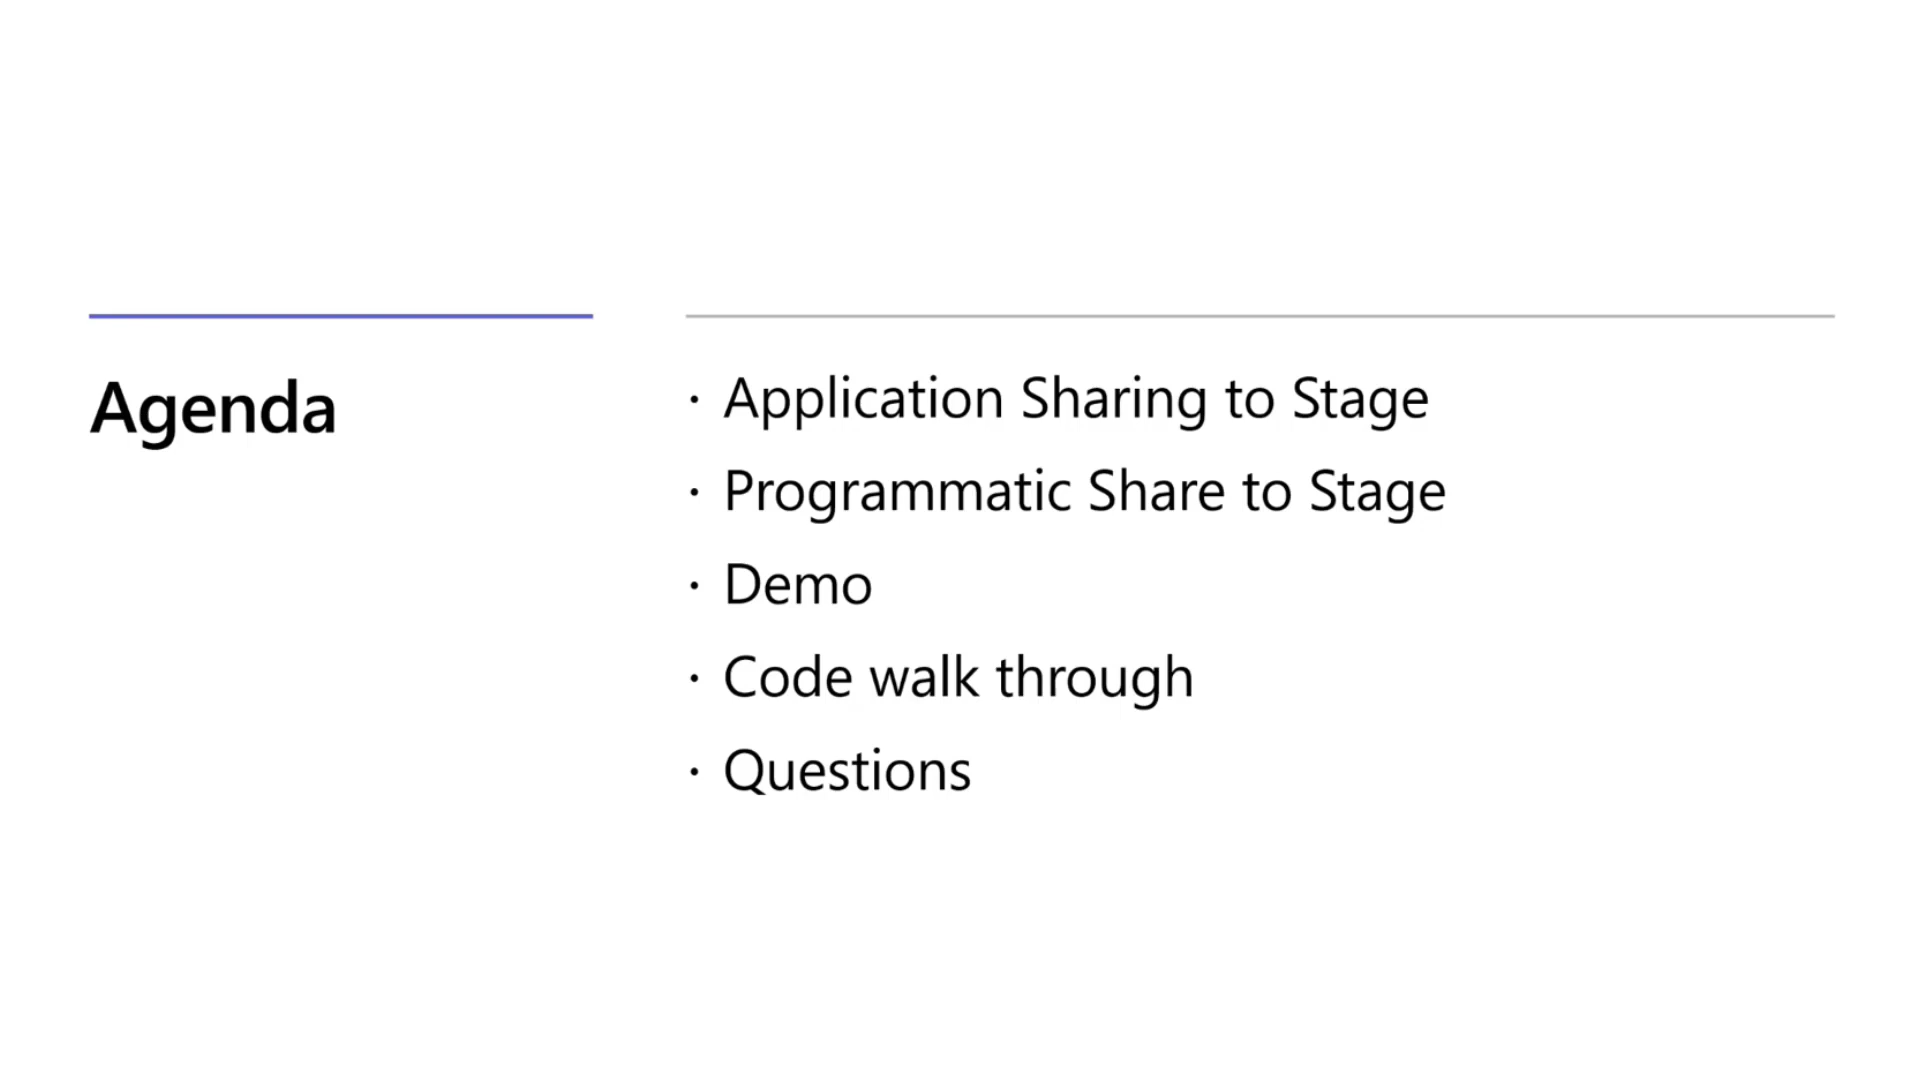 Agenda
· Application Sharing to Stage
· Programmatic Share to Stage
· Demo
· Code walk through
· Questions